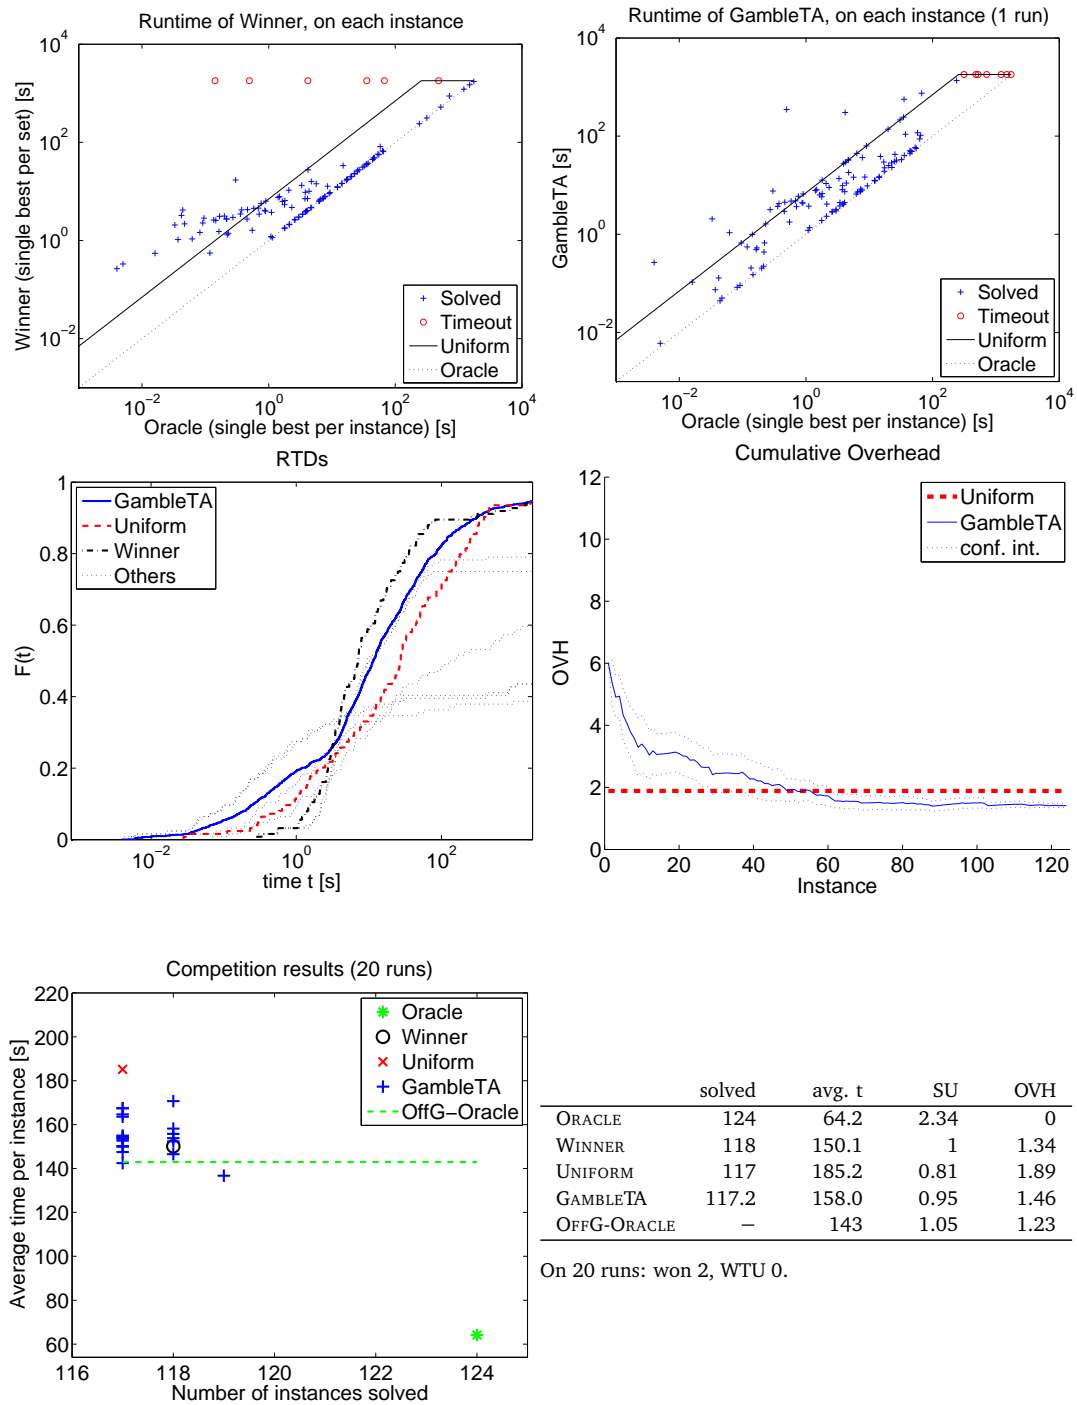 Runtime of Winner, on each instance
10^4
10^2
10^0
10^−2
Winner (single best per set) [s]
Solved
Timeout
Uniform
Oracle
10^−2 10^0 10^2 10^4
Oracle (single best per instance) [s]
Runtime of GambleTA, on each instance (1 run)
10^4
10^2
10^0
10^−2
GambleTA [s]
Solved
Timeout
Uniform
Oracle
10^−2 10^0 10^2 10^4
Oracle (single best per instance) [s]
RTDs
1
0.8
0.6
0.4
0.2
0
F(t)
GambleTA
Uniform
Winner
Others
10^−2 10^0 10^2
time t [s]
Cumulative Overhead
12
10
8
6
4
2
0
OVH
Uniform
GambleTA
conf. int.
0 20 40 60 80 100 120
Instance
Competition results (20 runs)
220
200
180
160
140
120
100
80
60
Average time per instance [s]
Oracle
Winner
Uniform
GambleTA
OffG−Oracle
116 118 120 122 124
Number of instances solved
solved avg. t SU OVH
ORACLE 124 64.2 2.34 0
WINNER 118 150.1 1 1.34
UNIFORM 117 185.2 0.81 1.89
GAMBLETA 117.2 158.0 0.95 1.46
OFFG-ORACLE − 143 1.05 1.23
On 20 runs: won 2, WTU 0.